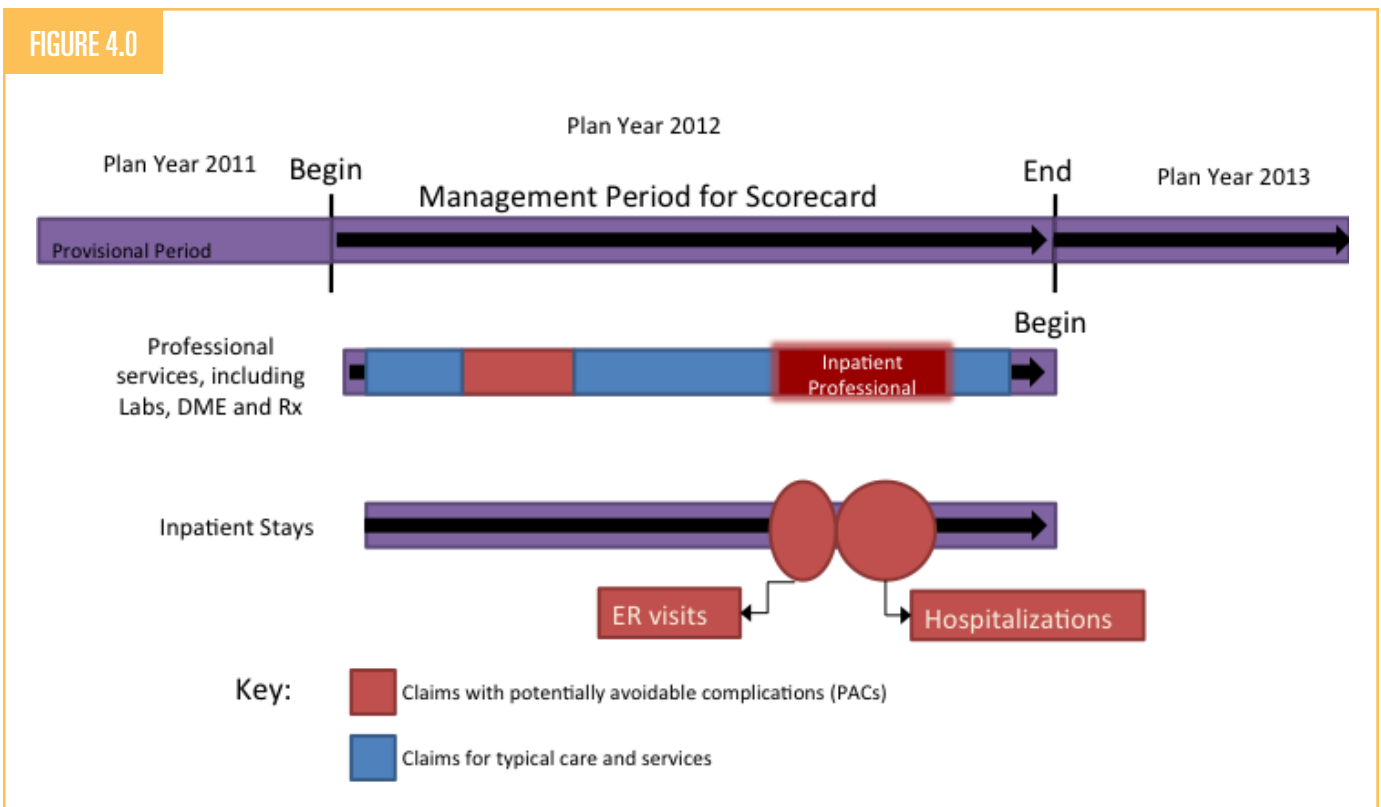 FIGURE 4.0
Plan Year 2012
Plan Year 2011
Begin
End
Plan Year 2013
Management Period for Scorecard
Provisional Period
Begin
Professional
services, including
Labs, DME and Rx
Inpatient
Professional
Inpatient Stays
ER visits
Hospitalizations
Key:
Claims with potentially avoidable complications (PACs)
Claims for typical care and services